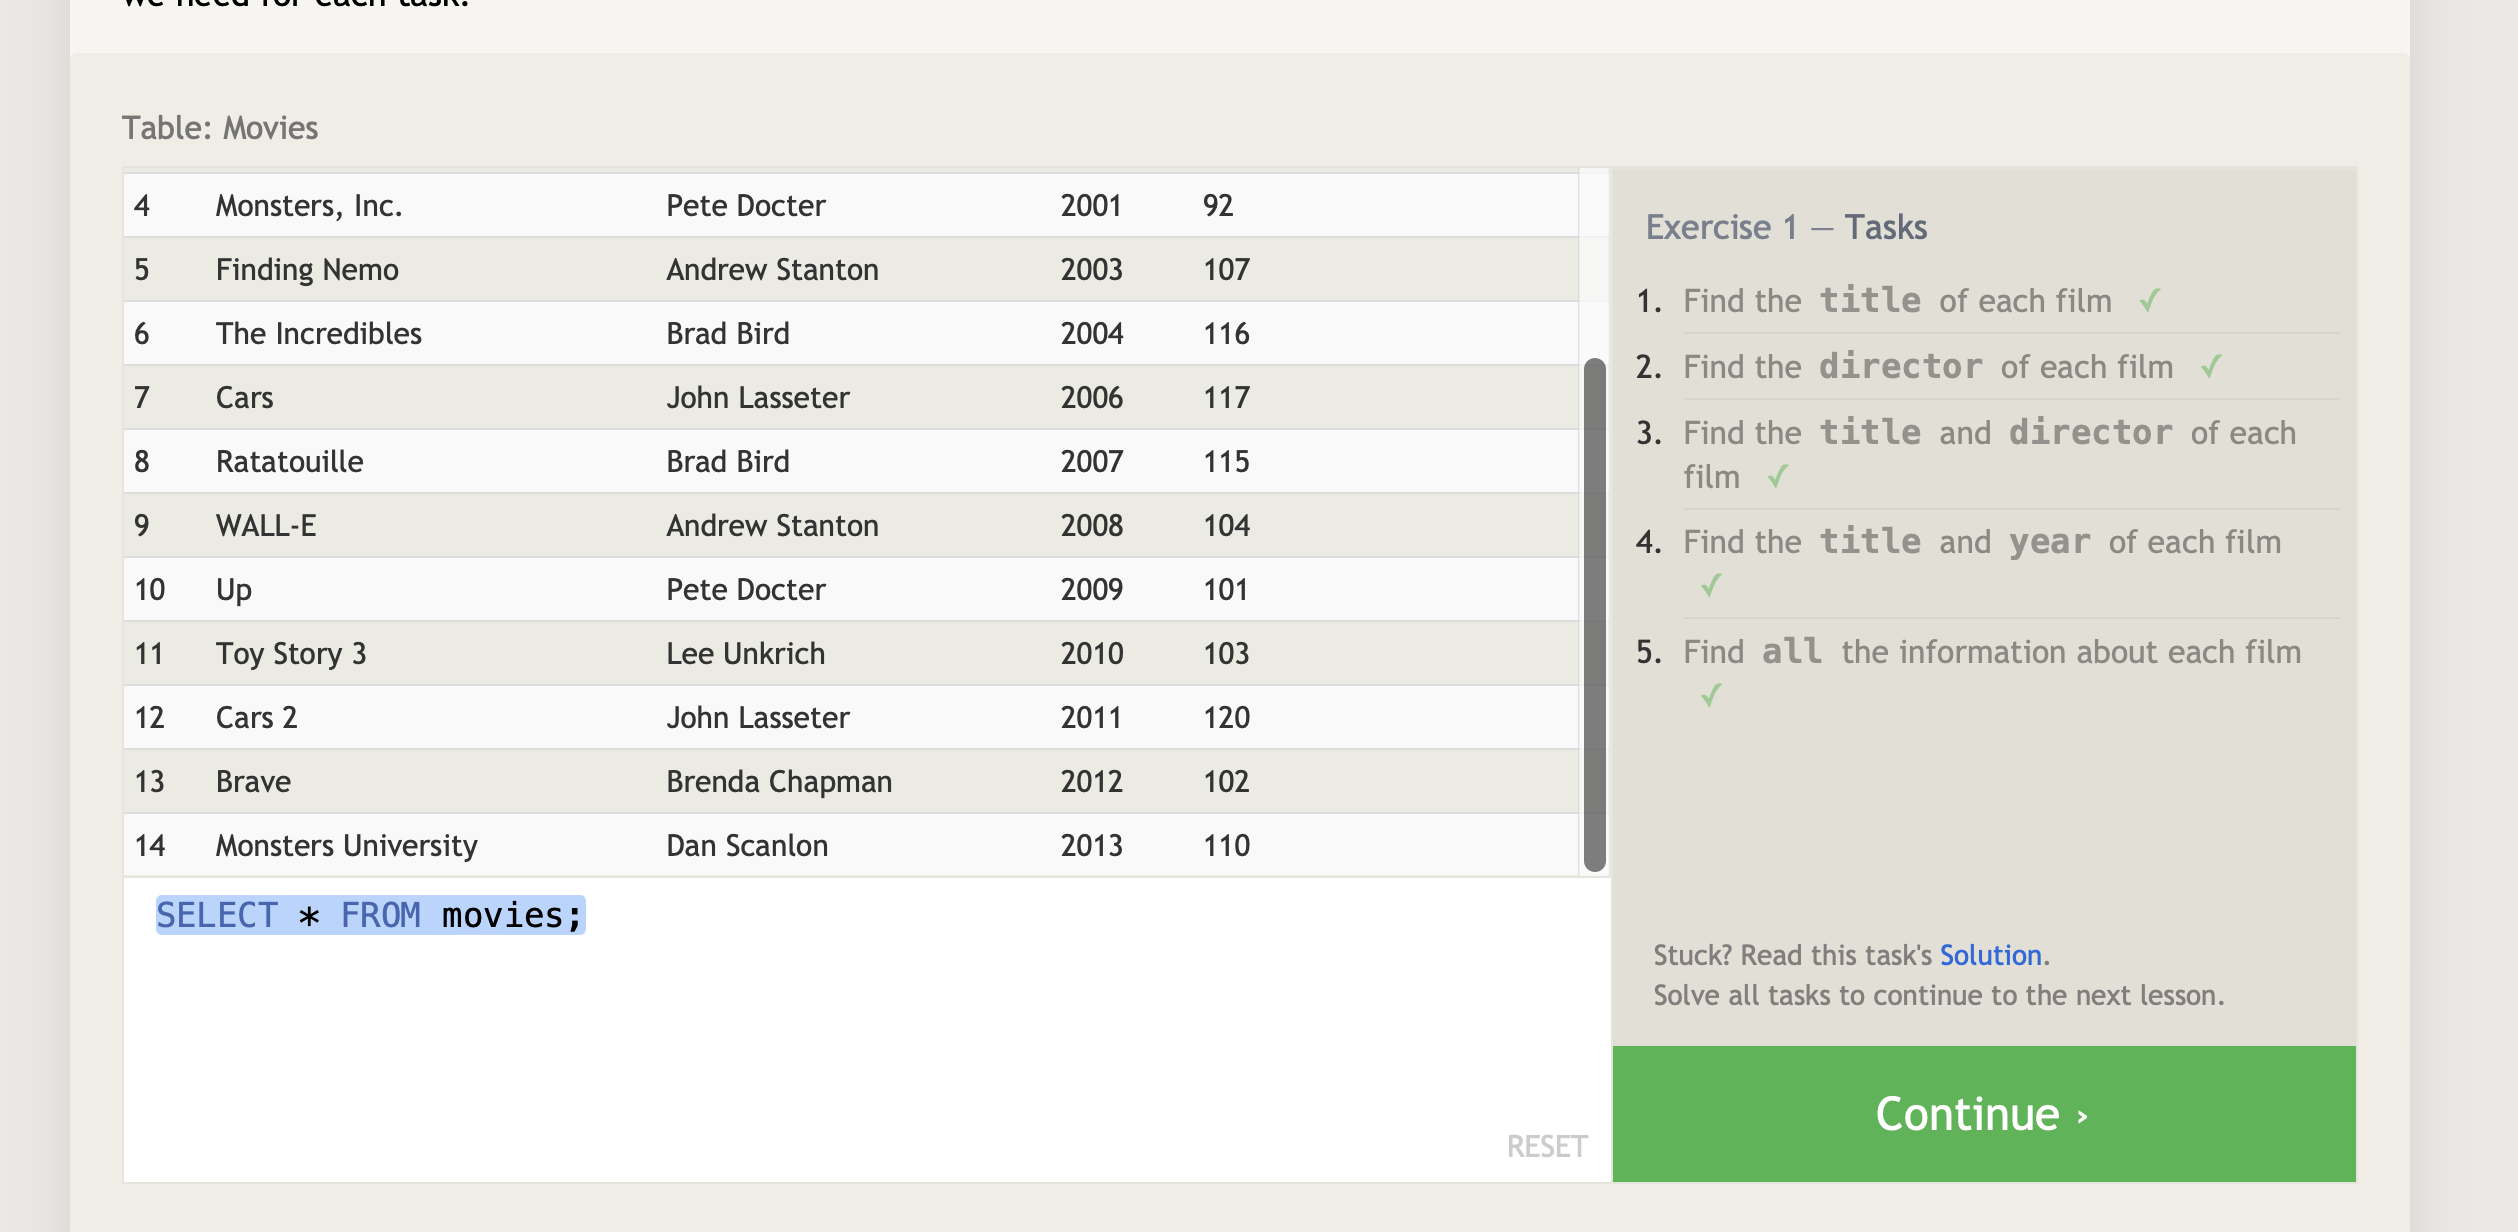 we need for each task.
Table: Movies
4 Monsters, Inc. Pete Docter 2001 92
5 Finding Nemo Andrew Stanton 2003 107
6 The Incredibles Brad Bird 2004 116
7 Cars John Lasseter 2006 117
8 Ratatouille Brad Bird 2007 115
9 WALL-E Andrew Stanton 2008 104
10 Up Pete Docter 2009 101
11 Toy Story 3 Lee Unkrich 2010 103
12 Cars 2 John Lasseter 2011 120
13 Brave Brenda Chapman 2012 102
14 Monsters University Dan Scanlon 2013 110
SELECT * FROM movies;
RESET
Exercise 1 — Tasks
1. Find the title of each film ✓
2. Find the director of each film ✓
3. Find the title and director of each
film ✓
4. Find the title and year of each film
✓
5. Find all the information about each film
✓
Stuck? Read this task's Solution.
Solve all tasks to continue to the next lesson.
Continue ›